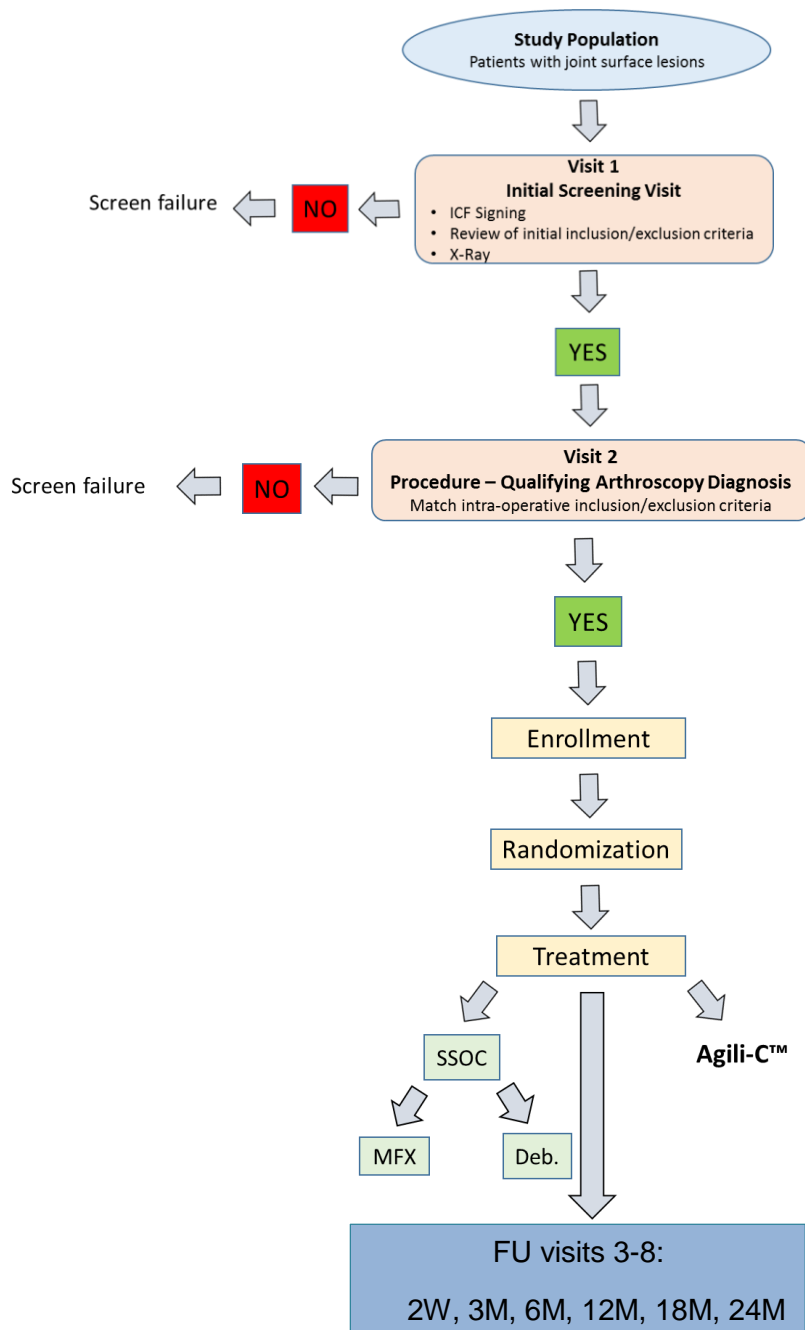 Study Population
Patients with joint surface lesions
Visit 1
Initial Screening Visit
• ICF Signing
• Review of initial inclusion/exclusion criteria
• X-Ray
NO
Screen failure
YES
Visit 2
Procedure – Qualifying Arthroscopy Diagnosis
Match intra-operative inclusion/exclusion criteria
NO
Screen failure
YES
Enrollment
Randomization
Treatment
SSOC
Agili-C™
MFX
Deb.
FU visits 3-8:
2W, 3M, 6M, 12M, 18M, 24M